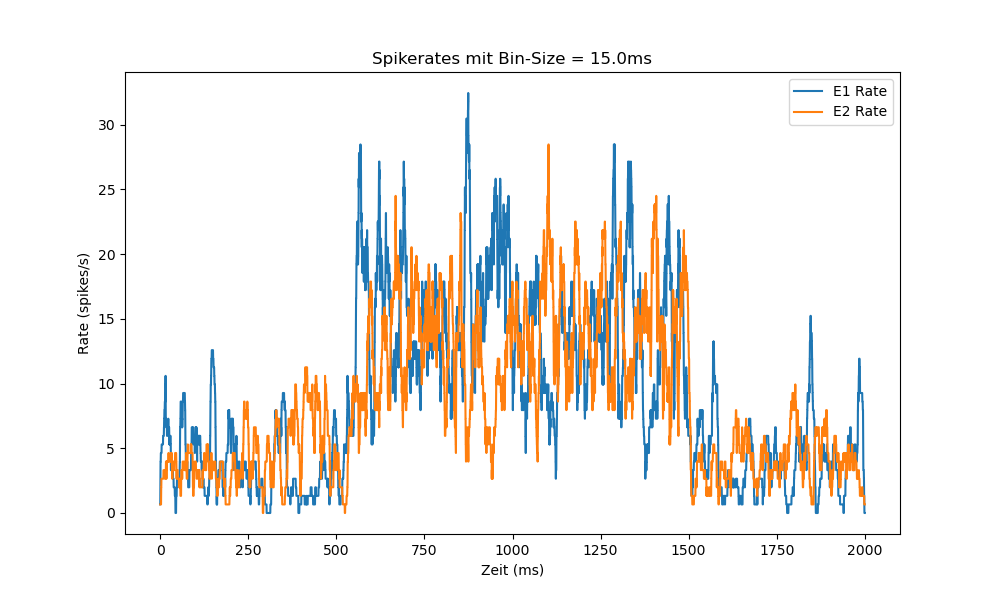 Spikerates mit Bin-Size = 15.0ms
E1 Rate
E2 Rate
Rate (spikes/s)
30
25
20
15
10
5
0
0 250 500 750 1000 1250 1500 1750 2000
Zeit (ms)